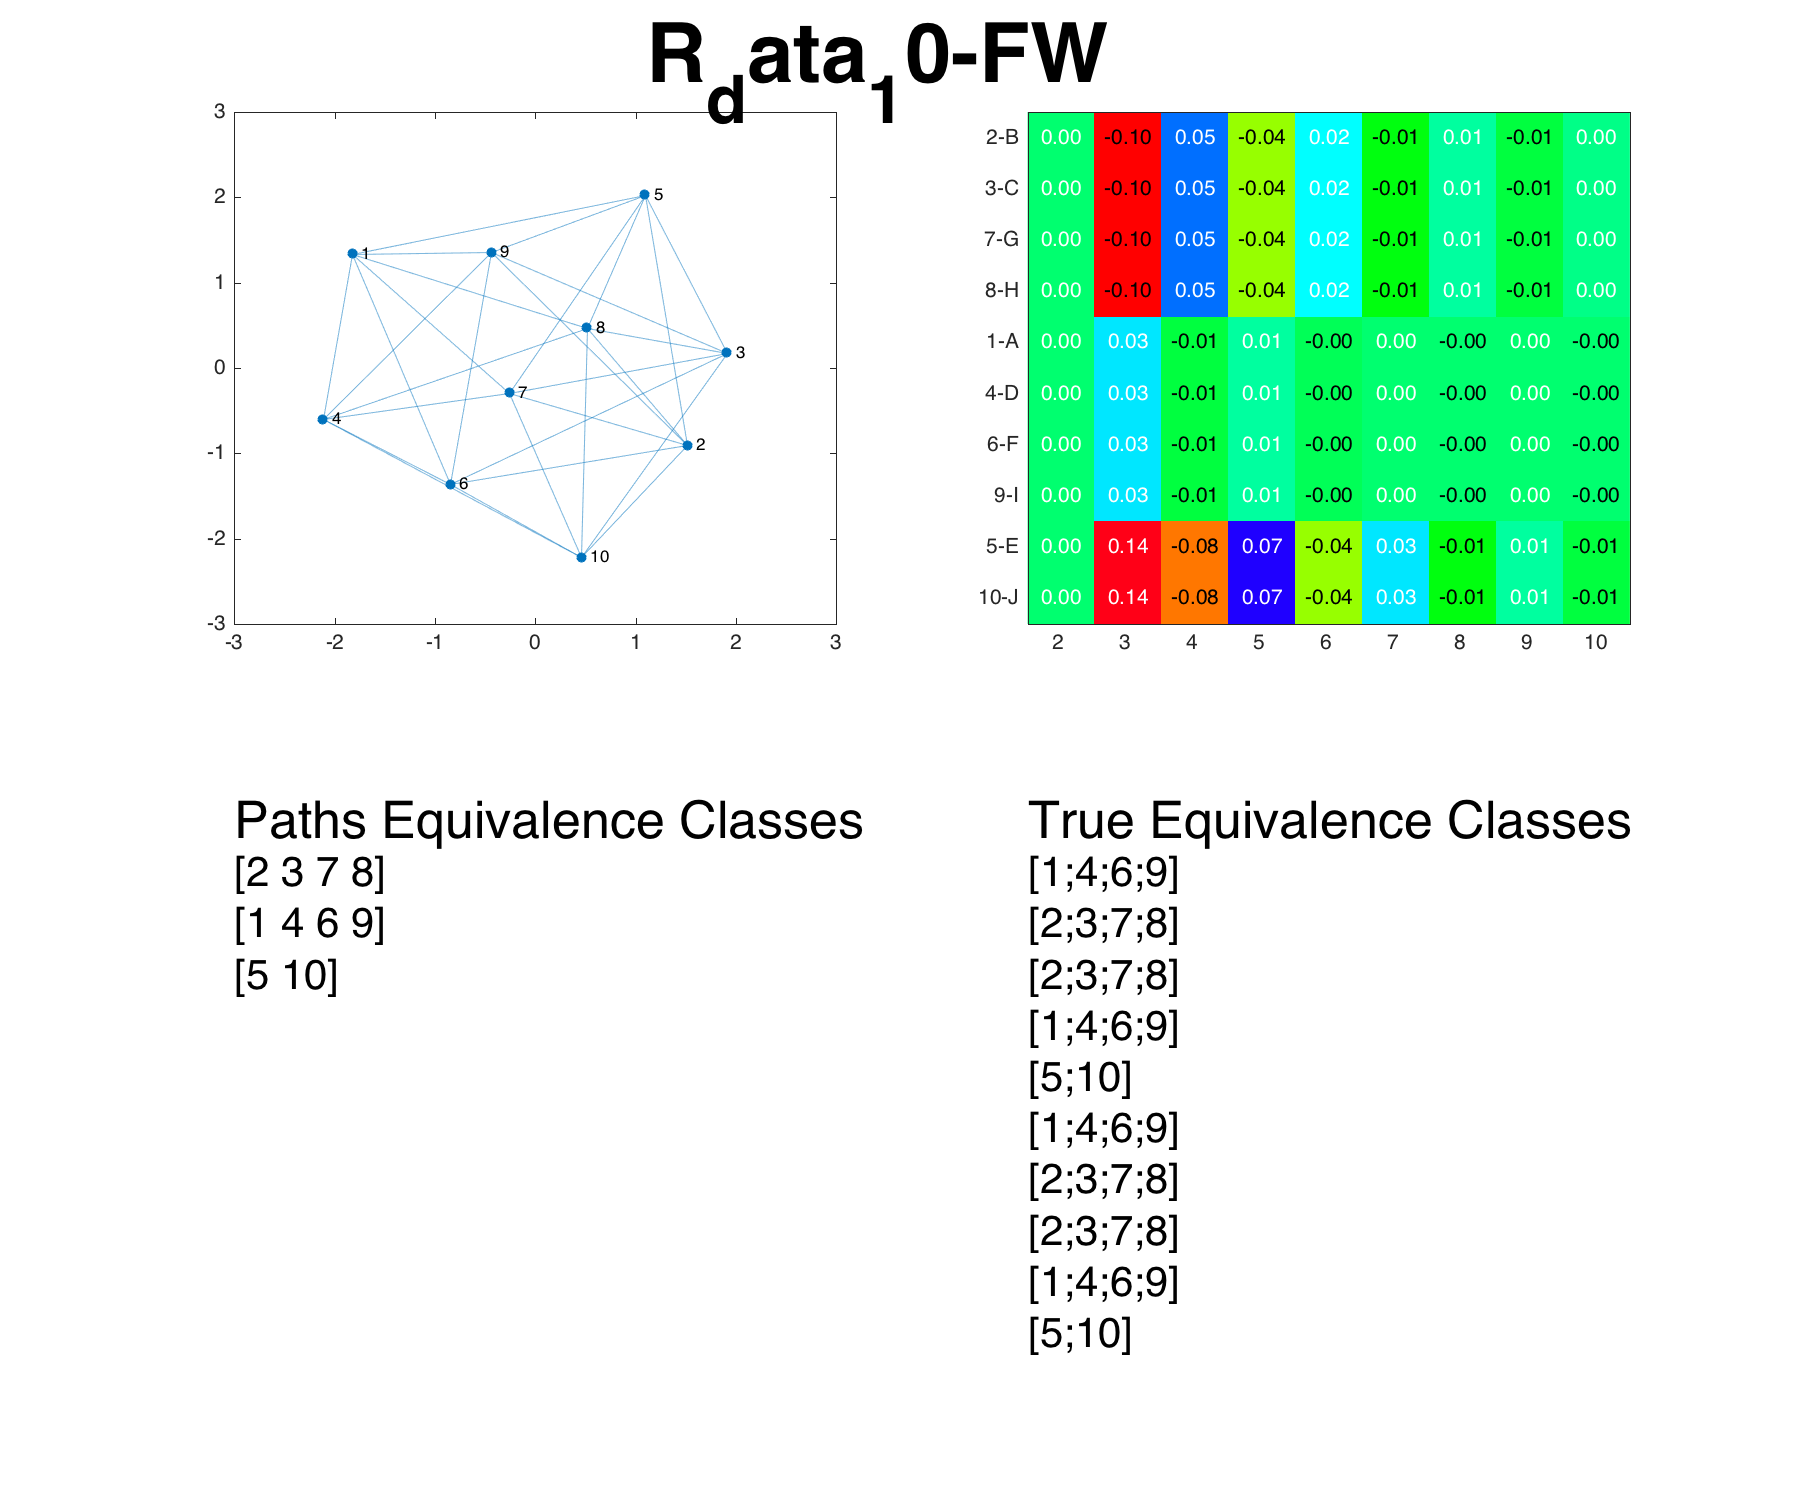 R_data_10-FW
3
2
1
0
-1
-2
-3
-3 -2 -1 0 1 2 3
5
1
9
8
3
7
4
2
6
10
2-B 0.00 -0.10 0.05 -0.04 0.02 -0.01 0.01 -0.01 0.00
3-C 0.00 -0.10 0.05 -0.04 0.02 -0.01 0.01 -0.01 0.00
7-G 0.00 -0.10 0.05 -0.04 0.02 -0.01 0.01 -0.01 0.00
8-H 0.00 -0.10 0.05 -0.04 0.02 -0.01 0.01 -0.01 0.00
1-A 0.00 0.03 -0.01 0.01 -0.00 0.00 -0.00 0.00 -0.00
4-D 0.00 0.03 -0.01 0.01 -0.00 0.00 -0.00 0.00 -0.00
6-F 0.00 0.03 -0.01 0.01 -0.00 0.00 -0.00 0.00 -0.00
9-I 0.00 0.03 -0.01 0.01 -0.00 0.00 -0.00 0.00 -0.00
5-E 0.00 0.14 -0.08 0.07 -0.04 0.03 -0.01 0.01 -0.01
10-J 0.00 0.14 -0.08 0.07 -0.04 0.03 -0.01 0.01 -0.01
2 3 4 5 6 7 8 9 10
Paths Equivalence Classes
[2 3 7 8]
[1 4 6 9]
[5 10]
True Equivalence Classes
[1;4;6;9]
[2;3;7;8]
[2;3;7;8]
[1;4;6;9]
[5;10]
[1;4;6;9]
[2;3;7;8]
[2;3;7;8]
[1;4;6;9]
[5;10]